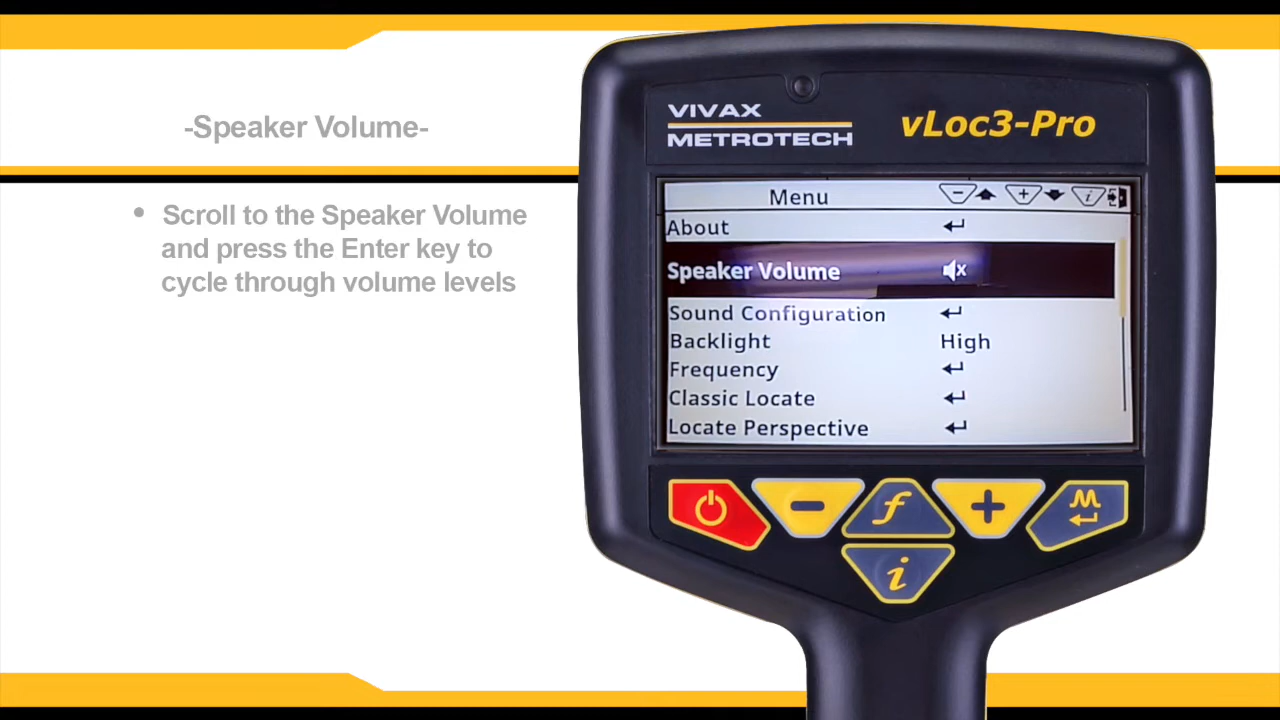 -Speaker Volume-
• Scroll to the Speaker Volume
and press the Enter key to
cycle through volume levels
VIVAX
METROTECH
vLoc3-Pro
Menu
About
Speaker Volume
Sound Configuration
Backlight High
Frequency
Classic Locate
Locate Perspective
f
i